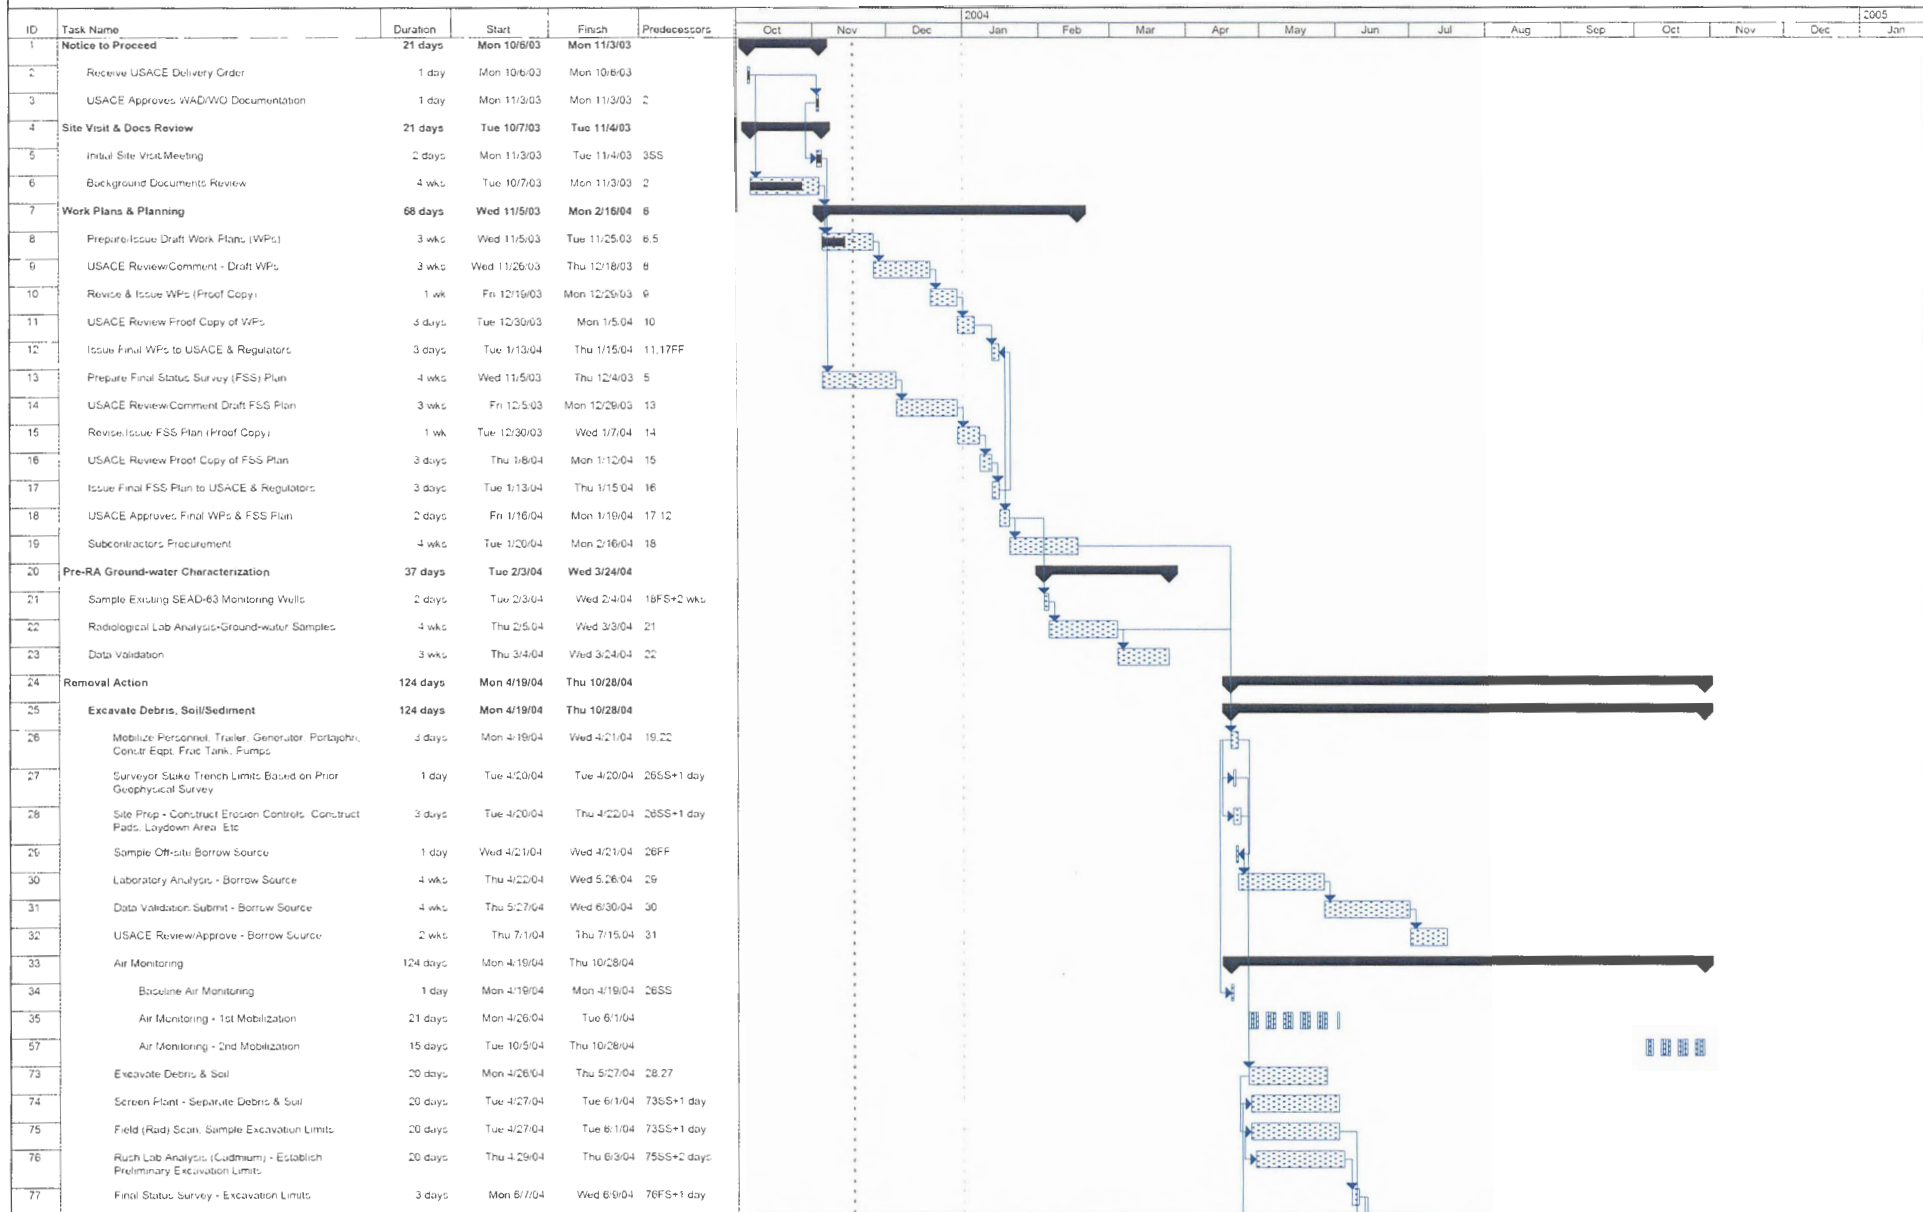 2004 2005
ID Task Name Duration Start Finish Predecessors Oct Nov Dec Jan Feb Apr May Jun Jul Aug Sep Oct Nov Dec Jan
1 Notice to Proceed 21 days Mon 10/6/03 Mon 11/3/03
2 Receive USACE Delivery Order 1 day Mon 10/6/03 Mon 10/6/03
3 USACE Approves WAD/WO Documentation 1 day Mon 11/3/03 Mon 11/3/03 2
4 Site Visit & Docs Review 21 days Tue 10/7/03 Tue 11/4/03
5 Initial Site Visit/Meeting 2 days Mon 11/3/03 Tue 11/4/03 3SS
6 Background Documents Review 4 wks Tue 10/7/03 Mon 11/3/03 2
7 Work Plans & Planning 68 days Wed 11/5/03 Mon 2/16/04 6
8 Prepare/Issue Draft Work Plans (WPs) 3 wks Wed 11/5/03 Tue 11/25/03 6,5
9 USACE Review/Comment - Draft WPs 3 wks Wed 11/26/03 Thu 12/18/03 8
10 Revise & Issue WPs (Proof Copy) 1 wk Fri 12/19/03 Mon 12/29/03 9
11 USACE Review Proof Copy of WPs 3 days Tue 12/30/03 Mon 1/5/04 10
12 Issue Final WPs to USACE & Regulators 3 days Tue 1/13/04 Thu 1/15/04 11,17FF
13 Prepare Final Status Survey (FSS) Plan 4 wks Wed 11/5/03 Thu 12/4/03 5
14 USACE Review/Comment Draft FSS Plan 3 wks Fri 12/5/03 Mon 12/29/03 13
15 Revise/Issue FSS Plan (Proof Copy) 1 wk Tue 12/30/03 Wed 1/7/04 14
16 USACE Review Proof Copy of FSS Plan 3 days Thu 1/8/04 Mon 1/12/04 15
17 Issue Final FSS Plan to USACE & Regulators 3 days Tue 1/13/04 Thu 1/15/04 16
18 USACE Approves Final WPs & FSS Plan 2 days Fri 1/16/04 Mon 1/19/04 17,12
19 Subcontractors Procurement 4 wks Tue 1/20/04 Mon 2/16/04 18
20 Pre-RA Ground-water Characterization 37 days Tue 2/3/04 Wed 3/24/04
21 Sample Existing SEAD-63 Monitoring Wells 2 days Tue 2/3/04 Wed 2/4/04 18FS+2 wks
22 Radiological Lab Analysis-Ground-water Samples 4 wks Thu 2/5/04 Wed 3/3/04 21
23 Data Validation 3 wks Thu 3/4/04 Wed 3/24/04 22
24 Removal Action 124 days Mon 4/19/04 Thu 10/28/04
25 Excavate Debris, Soil/Sediment 124 days Mon 4/19/04 Thu 10/28/04
26 Mobilize Personnel, Trailer, Generator, Portajohn, 3 days Mon 4/19/04 Wed 4/21/04 19,22
Constr Eqpt, Frac Tank, Pumps
27 Surveyor Stake Trench Limits Based on Prior 1 day Tue 4/20/04 Tue 4/20/04 26SS+1 day
Geophysical Survey
28 Site Prep - Construct Erosion Controls, Construct 3 days Tue 4/20/04 Thu 4/22/04 26SS+1 day
Pads, Laydown Area, Etc
29 Sample Off-site Borrow Source 1 day Wed 4/21/04 Wed 4/21/04 26FF
30 Laboratory Analysis - Borrow Source 4 wks Thu 4/22/04 Wed 5/26/04 29
31 Data Validation Submit - Borrow Source 4 wks Thu 5/27/04 Wed 6/30/04 30
32 USACE Review/Approve - Borrow Source 2 wks Thu 7/1/04 Thu 7/15/04 31
33 Air Monitoring 124 days Mon 4/19/04 Thu 10/28/04
34 Baseline Air Monitoring 1 day Mon 4/19/04 Mon 4/19/04 26SS
35 Air Monitoring - 1st Mobilization 21 days Mon 4/26/04 Tue 6/1/04
57 Air Monitoring - 2nd Mobilization 15 days Tue 10/5/04 Thu 10/28/04
73 Excavate Debris & Soil 20 days Mon 4/26/04 Thu 5/27/04 28,27
74 Screen Plant - Separate Debris & Soil 20 days Tue 4/27/04 Tue 6/1/04 73SS+1 day
75 Field (Rad) Scan, Sample Excavation Limits 20 days Tue 4/27/04 Tue 6/1/04 73SS+1 day
76 Rush Lab Analysis (Cadmium) - Establish 20 days Thu 4/29/04 Thu 6/3/04 75SS+2 days
Preliminary Excavation Limits
77 Final Status Survey - Excavation Limits 3 days Mon 6/7/04 Wed 6/9/04 76FS+1 day